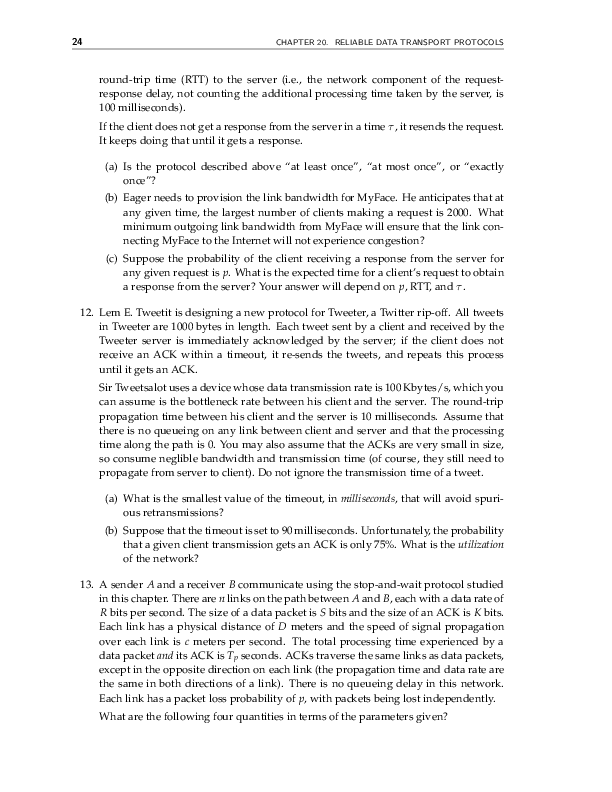 24
CHAPTER 20. RELIABLE DATA TRANSPORT PROTOCOLS
round-trip time (RTT) to the server (i.e., the network component of the request-
response delay, not counting the additional processing time taken by the server, is
100 milliseconds).
If the client does not get a response from the server in a time τ, it resends the request.
It keeps doing that until it gets a response.
(a) Is the protocol described above “at least once”, “at most once”, or “exactly
once”?
(b) Eager needs to provision the link bandwidth for MyFace. He anticipates that at
any given time, the largest number of clients making a request is 2000. What
minimum outgoing link bandwidth from MyFace will ensure that the link con-
necting MyFace to the Internet will not experience congestion?
(c) Suppose the probability of the client receiving a response from the server for
any given request is p. What is the expected time for a client’s request to obtain
a response from the server? Your answer will depend on p, RTT, and τ.
12. Lem E. Tweetit is designing a new protocol for Tweeter, a Twitter rip-off. All tweets
in Tweeter are 1000 bytes in length. Each tweet sent by a client and received by the
Tweeter server is immediately acknowledged by the server; if the client does not
receive an ACK within a timeout, it re-sends the tweets, and repeats this process
until it gets an ACK.
Sir Tweetsalot uses a device whose data transmission rate is 100 Kbytes/s, which you
can assume is the bottleneck rate between his client and the server. The round-trip
propagation time between his client and the server is 10 milliseconds. Assume that
there is no queueing on any link between client and server and that the processing
time along the path is 0. You may also assume that the ACKs are very small in size,
so consume neglible bandwidth and transmission time (of course, they still need to
propagate from server to client). Do not ignore the transmission time of a tweet.
(a) What is the smallest value of the timeout, in milliseconds, that will avoid spuri-
ous retransmissions?
(b) Suppose that the timeout is set to 90 milliseconds. Unfortunately, the probability
that a given client transmission gets an ACK is only 75%. What is the utilization
of the network?
13. A sender A and a receiver B communicate using the stop-and-wait protocol studied
in this chapter. There are n links on the path between A and B, each with a data rate of
R bits per second. The size of a data packet is S bits and the size of an ACK is K bits.
Each link has a physical distance of D meters and the speed of signal propagation
over each link is c meters per second. The total processing time experienced by a
data packet and its ACK is Tp seconds. ACKs traverse the same links as data packets,
except in the opposite direction on each link (the propagation time and data rate are
the same in both directions of a link). There is no queueing delay in this network.
Each link has a packet loss probability of p, with packets being lost independently.
What are the following four quantities in terms of the parameters given?